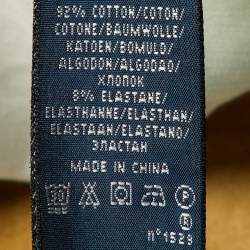 92% COTTON/COTON/
COTONE/BAUMWOLLE/
KATOEN/BOMULD/
ALGODON/ALGODAO/
ХЛОПОК
8% ELASTANE/
ELASTHANNE/ELASTHAN/
ELASTAAN/ELASTANO/
ЭЛАСТАН
MADE IN CHINA
30
P
n°1529